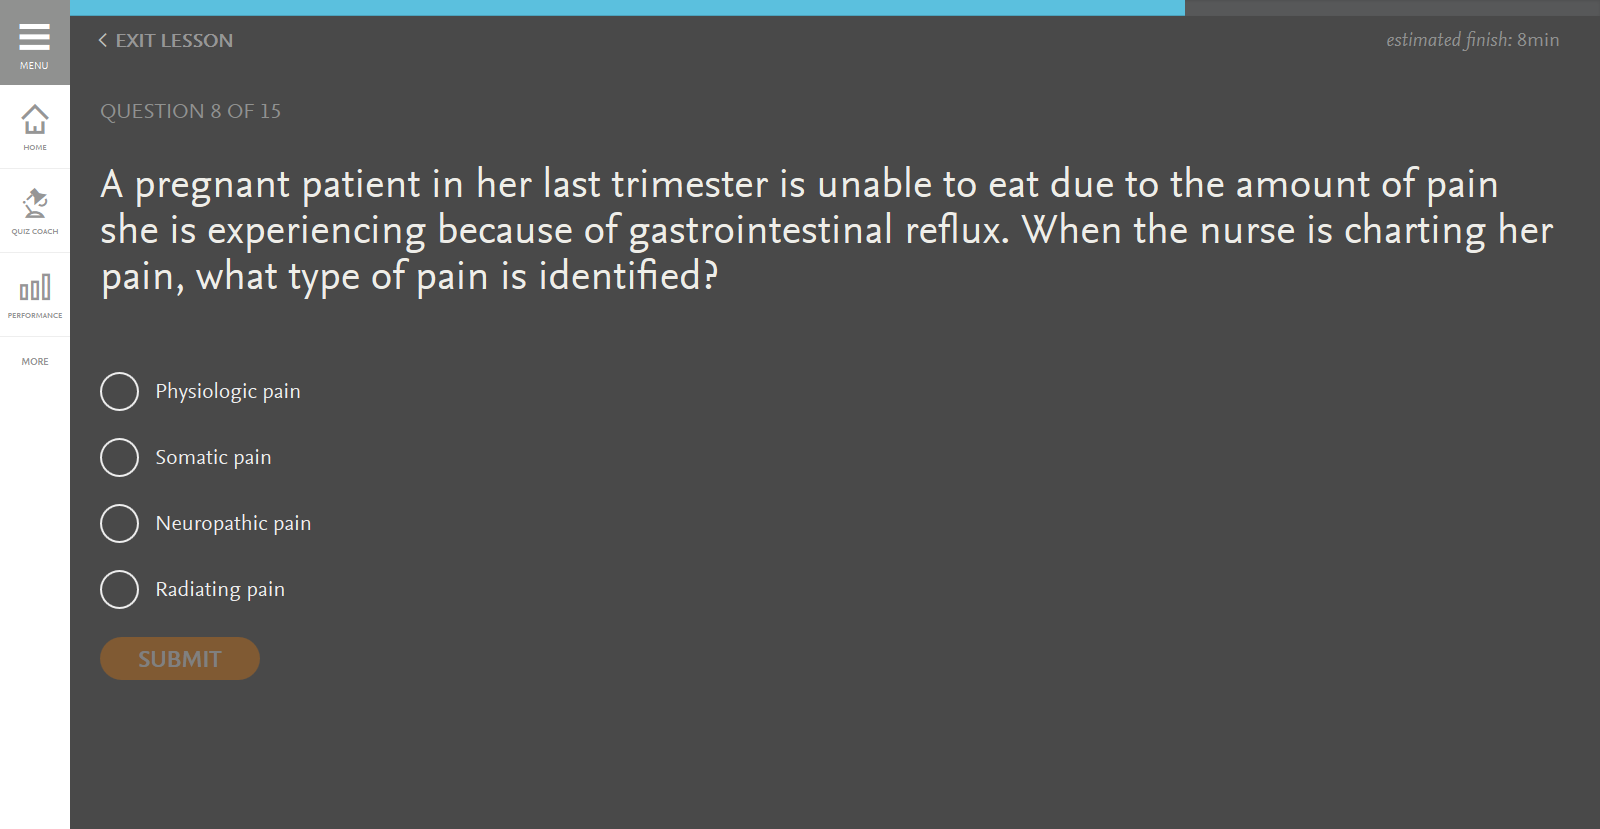 MENU
HOME
QUIZ COACH
PERFORMANCE
MORE
EXIT LESSON
estimated finish: 8min
QUESTION 8 OF 15
A pregnant patient in her last trimester is unable to eat due to the amount of pain
she is experiencing because of gastrointestinal reflux. When the nurse is charting her
pain, what type of pain is identified?
Physiologic pain
Somatic pain
Neuropathic pain
Radiating pain
SUBMIT